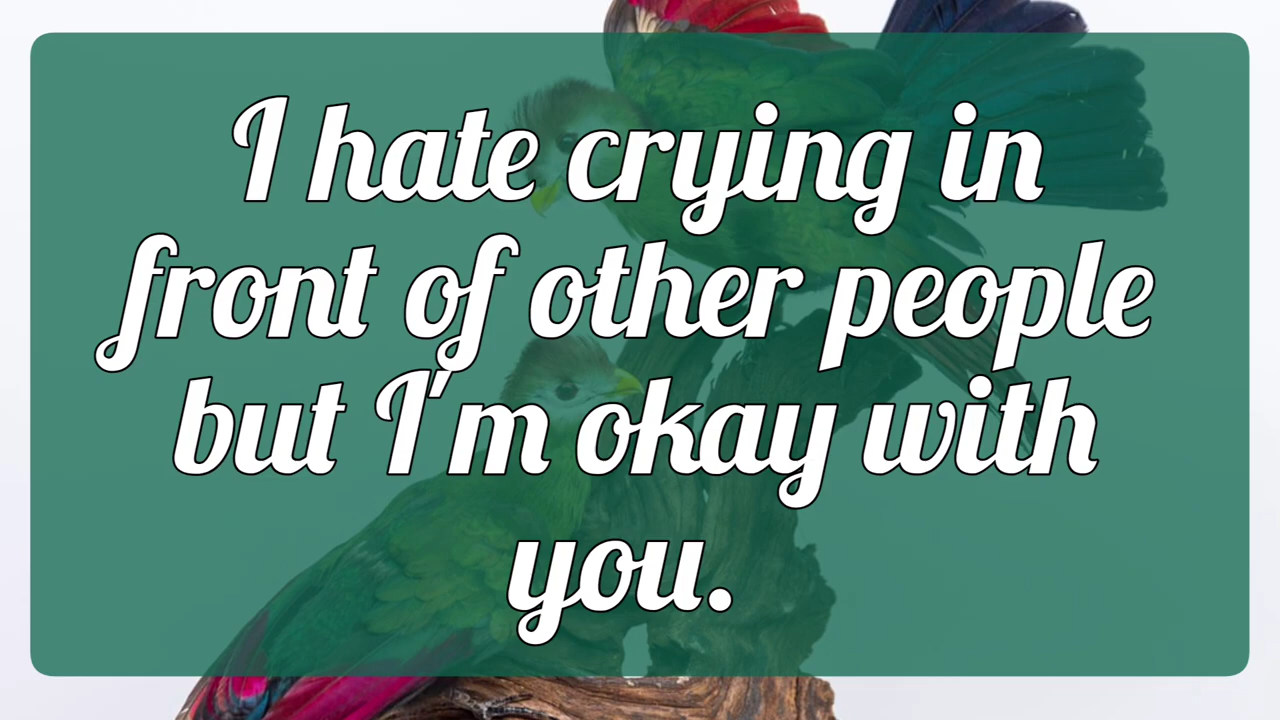 I hate crying in
front of other people
but I'm okay with
you.